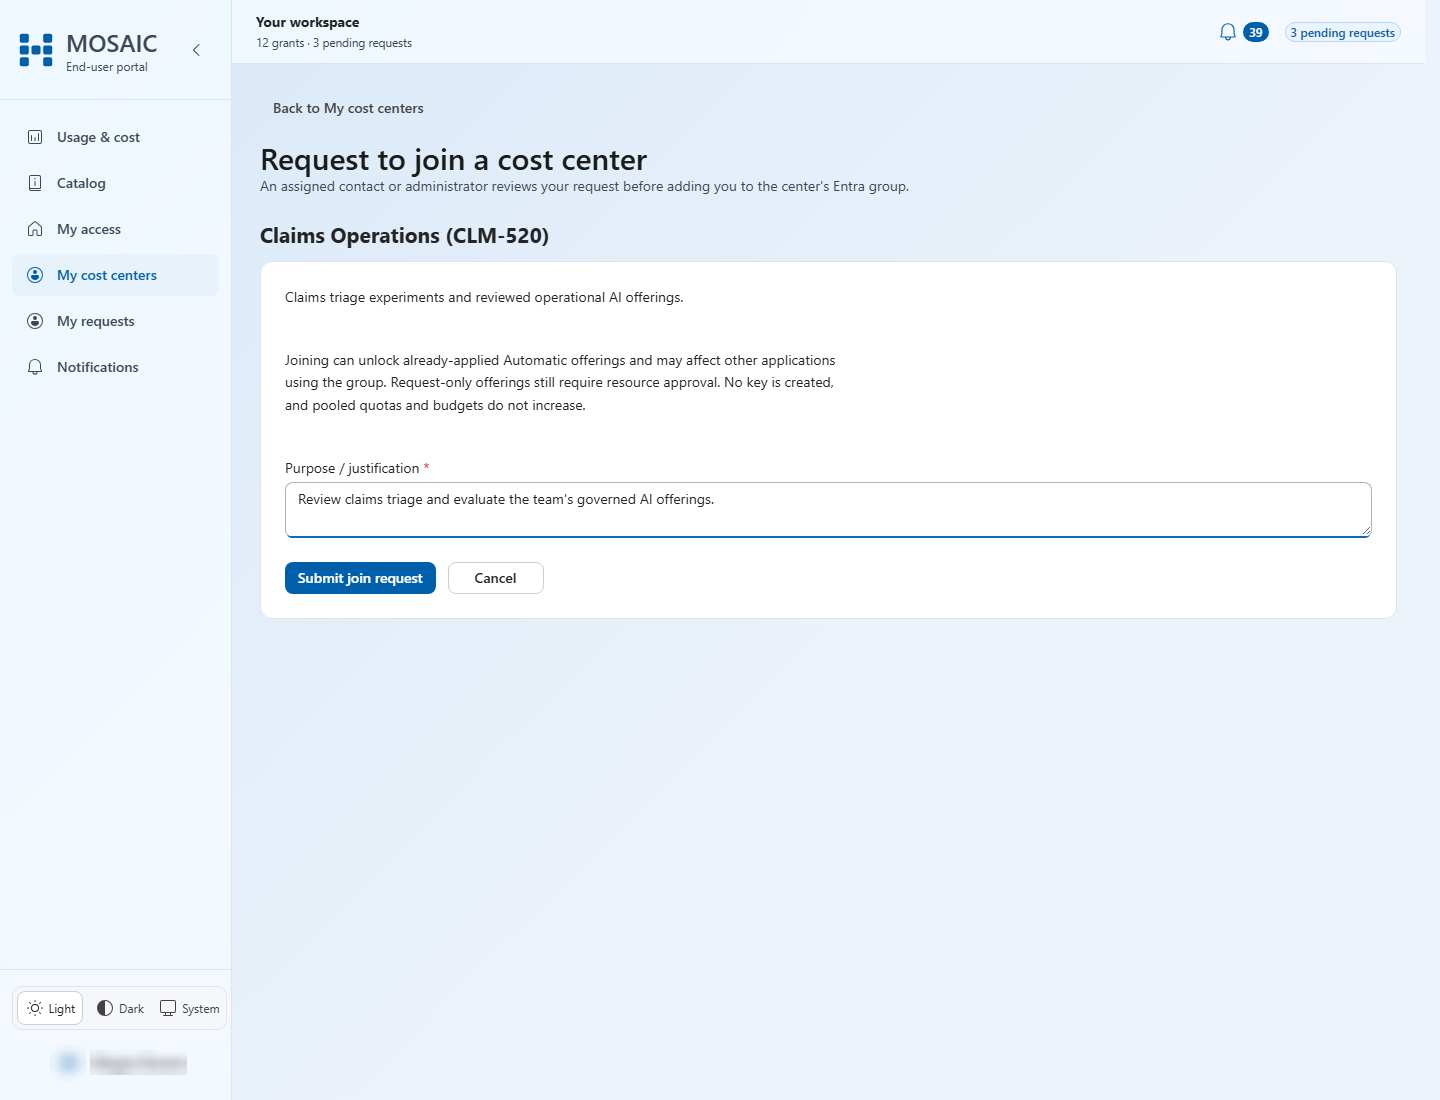 MOSAIC
End-user portal
Usage & cost
Catalog
My access
My cost centers
My requests
Notifications
Light
Dark
System
Your workspace
12 grants · 3 pending requests
39
3 pending requests
Back to My cost centers
Request to join a cost center
An assigned contact or administrator reviews your request before adding you to the center's Entra group.
Claims Operations (CLM-520)
Claims triage experiments and reviewed operational AI offerings.
Joining can unlock already-applied Automatic offerings and may affect other applications
using the group. Request-only offerings still require resource approval. No key is created,
and pooled quotas and budgets do not increase.
Purpose / justification *
Review claims triage and evaluate the team's governed AI offerings.
Submit join request
Cancel